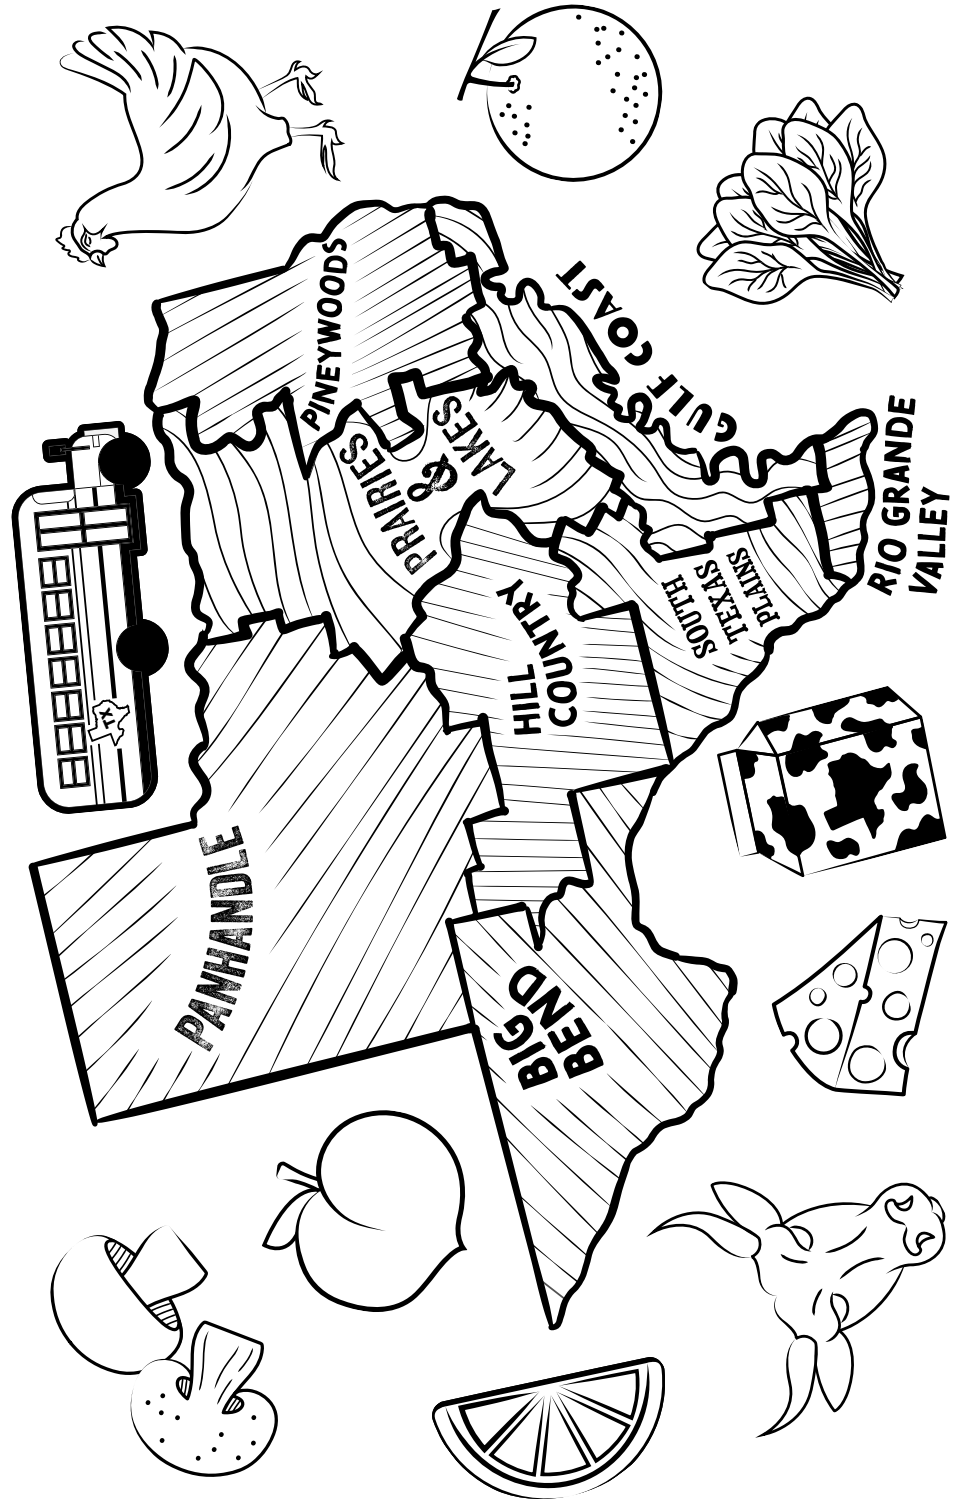 PANHANDLE
PRAIRIES
&
LAKES
PINEYWOODS
GULF COAST
HILL
COUNTRY
BIG
BEND
SOUTH
TEXAS
PLAINS
RIO GRANDE
VALLEY
TX